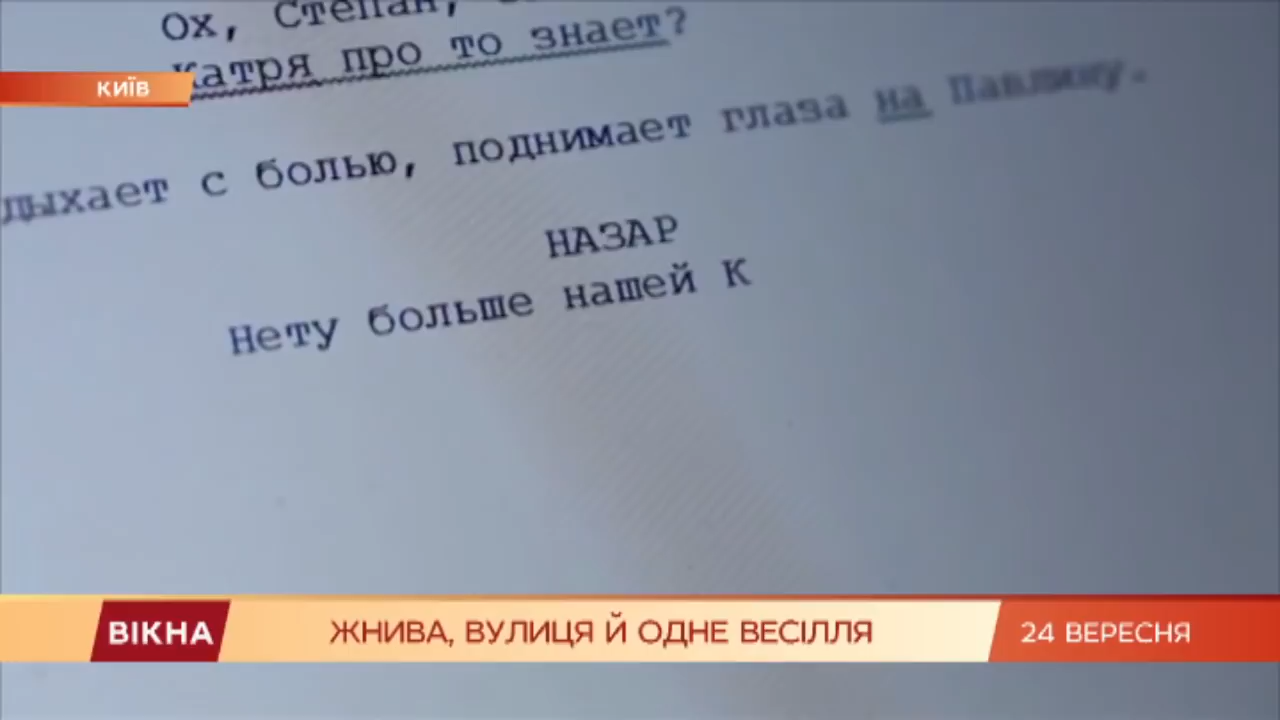 Ох, Степан,
Катря про то знает?
КИЇВ
дыхает с болью, поднимает глаза на Павлину.
НАЗАР
Нету больше нашей К
ВІКНА
ЖНИВА, ВУЛИЦЯ Й ОДНЕ ВЕСІЛЛЯ
24 ВЕРЕСНЯ